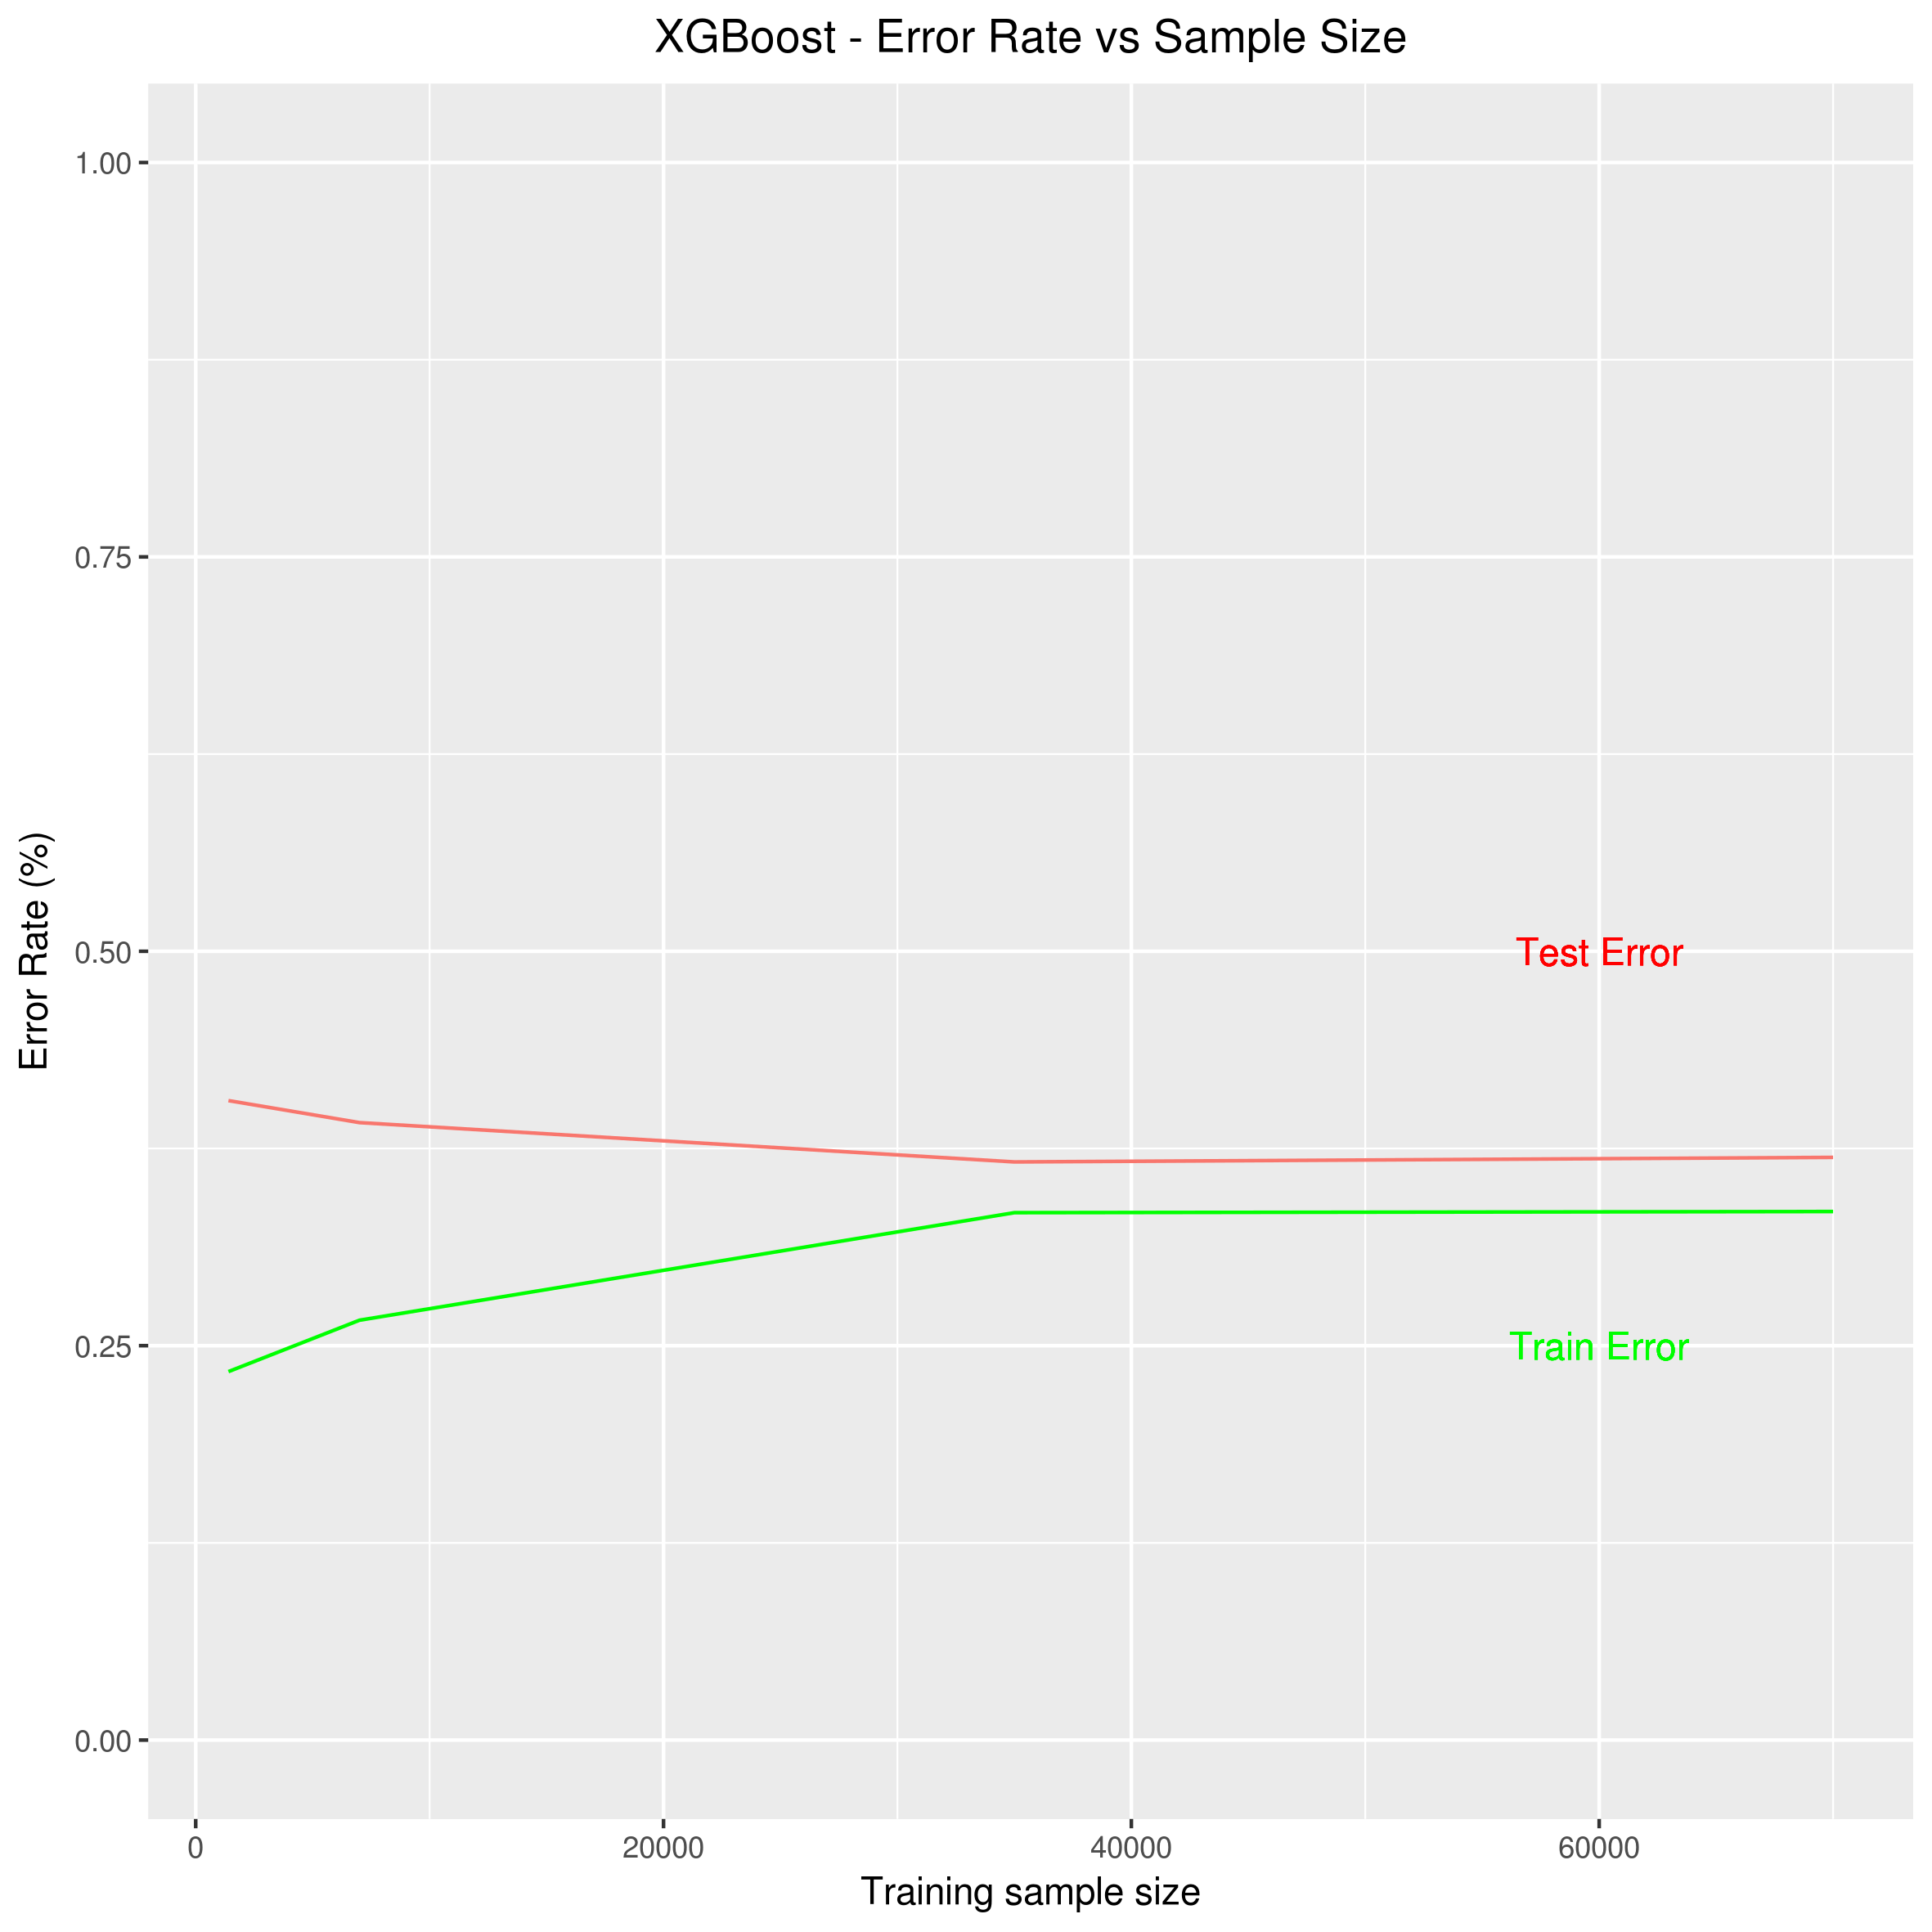 XGBoost - Error Rate vs Sample Size
Error Rate (%)
1.00
0.75
0.50
0.25
0.00
Test Error
Train Error
0 20000 40000 60000
Training sample size